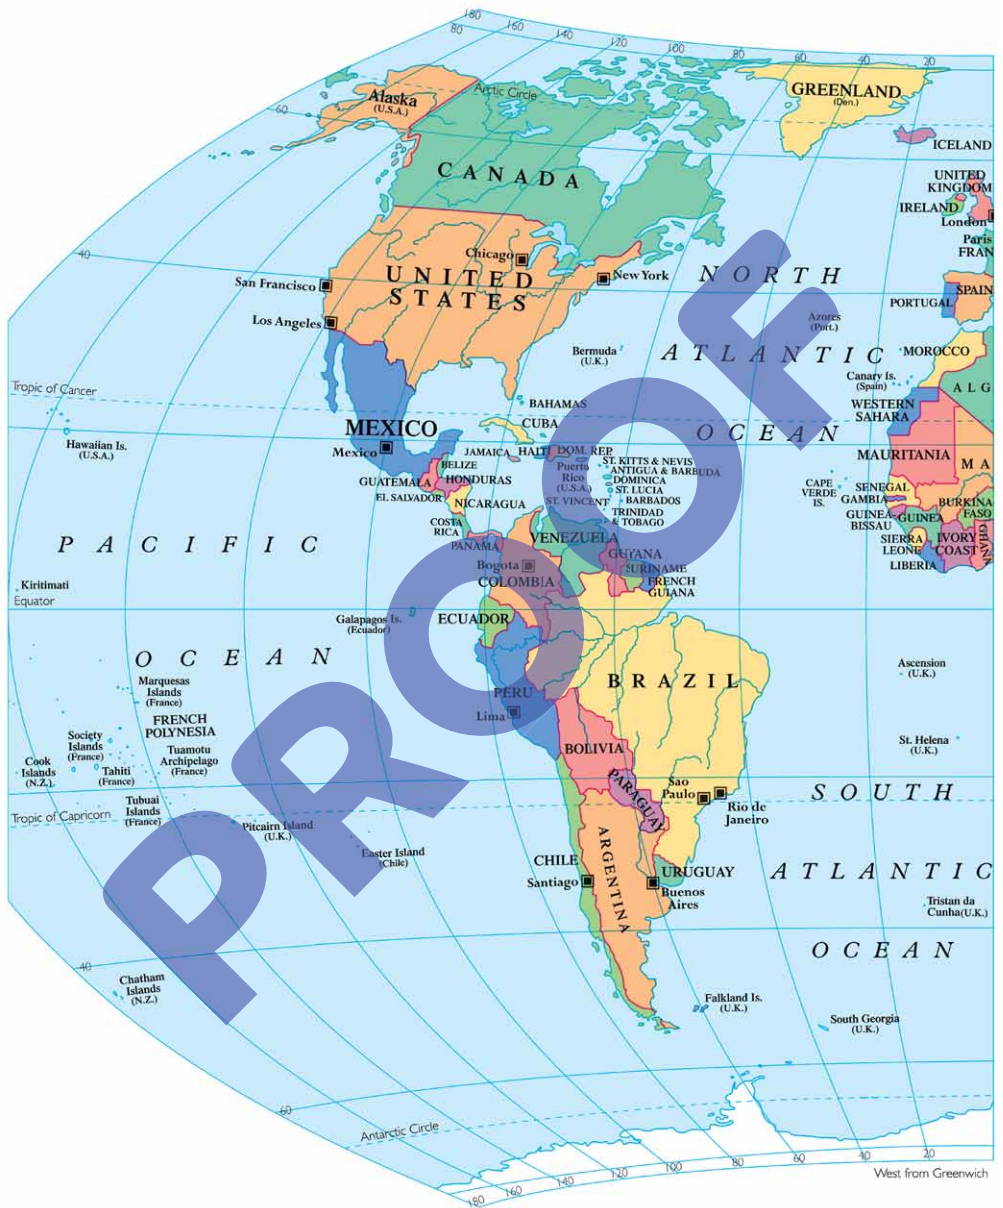 180
160
140
120
100
80
60
40
20
80
60
40
Arctic Circle
Alaska
(U.S.A.)
GREENLAND
(Den.)
ICELAND
CANADA
UNITED
KINGDOM
IRELAND
London
Paris
FRAN
Chicago
UNITED
STATES
New York
San Francisco
Los Angeles
NORTH
ATLANTIC
OCEAN
PORTUGAL
SPAIN
Azores
(Port.)
Bermuda
(U.K.)
MOROCCO
Canary Is.
(Spain)
ALG
WESTERN
SAHARA
Tropic of Cancer
BAHAMAS
CUBA
MEXICO
Mexico
Hawaiian Is.
(U.S.A.)
JAMAICA
HAITI
DOM. REP.
Puerto
Rico
(U.S.A.)
ST. KITTS & NEVIS
ANTIGUA & BARBUDA
DOMINICA
ST. LUCIA
ST. VINCENT
BARBADOS
TRINIDAD
& TOBAGO
BELIZE
GUATEMALA
HONDURAS
EL SALVADOR
NICARAGUA
COSTA
RICA
PANAMA
MAURITANIA
MA
CAPE
VERDE
IS.
SENEGAL
GAMBIA
GUINEA-
BISSAU
GUINEA
BURKINA
FASO
SIERRA
LEONE
IVORY
COAST
GHANA
LIBERIA
PACIFIC
OCEAN
VENEZUELA
GUYANA
SURINAME
FRENCH
GUIANA
Bogota
COLOMBIA
Kiritimati
Equator
Galapagos Is.
(Ecuador)
ECUADOR
BRAZIL
PERU
Lima
Marquesas
Islands
(France)
FRENCH
POLYNESIA
Society
Islands
(France)
Tuamotu
Archipelago
(France)
Cook
Islands
(N.Z.)
Tahiti
(France)
Tubuai
Islands
(France)
Tropic of Capricorn
Pitcairn Island
(U.K.)
Easter Island
(Chile)
Ascension
(U.K.)
St. Helena
(U.K.)
BOLIVIA
PARAGUAY
Sao
Paulo
Rio de
Janeiro
SOUTH
ATLANTIC
OCEAN
CHILE
Santiago
ARGENTINA
URUGUAY
Buenos
Aires
Tristan da
Cunha(U.K.)
40
Chatham
Islands
(N.Z.)
Falkland Is.
(U.K.)
South Georgia
(U.K.)
60
Antarctic Circle
180
160
140
120
100
80
60
40
20
West from Greenwich
PROOF